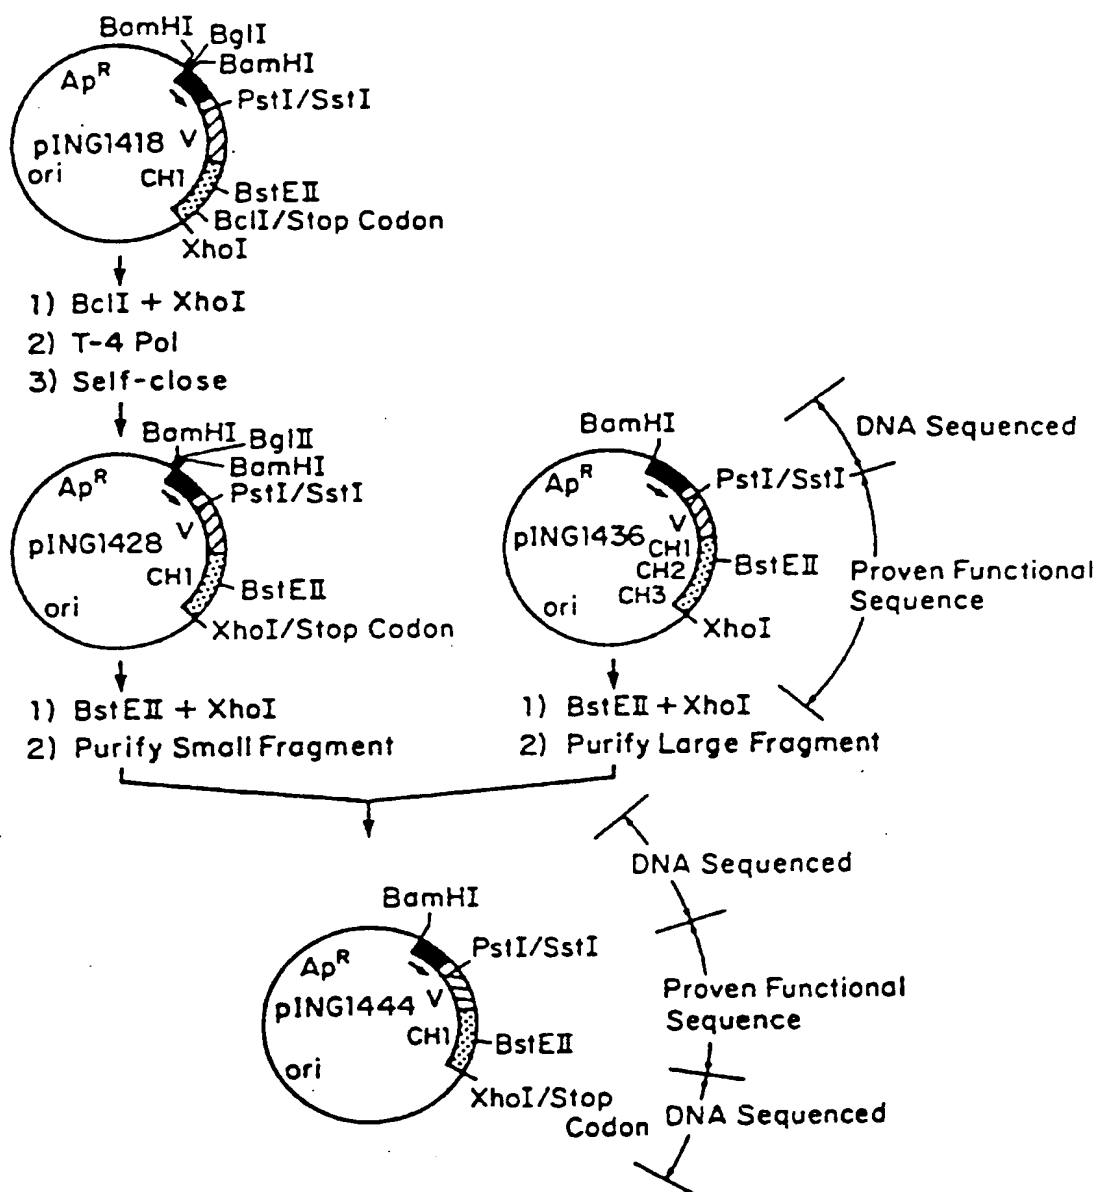 BamHI
BglI
BamHI
Ap^R
PstI/SstI
pING1418
V
ori
CH1
BstEII
BclI/Stop Codon
XhoI
1) BclI + XhoI
2) T-4 Pol
3) Self-close
BamHI
BglII
BamHI
Ap^R
PstI/SstI
pING1428
V
CH1
BstEII
ori
XhoI/Stop Codon
1) BstEII + XhoI
2) Purify Small Fragment
BamHI
Ap^R
PstI/SstI
pING1436
V
CH1
CH2
CH3
BstEII
ori
XhoI
DNA Sequenced
Proven Functional
Sequence
1) BstEII + XhoI
2) Purify Large Fragment
BamHI
Ap^R
PstI/SstI
pING1444
V
CH1
BstEII
ori
XhoI/Stop
Codon
DNA Sequenced
Proven Functional
Sequence
DNA Sequenced